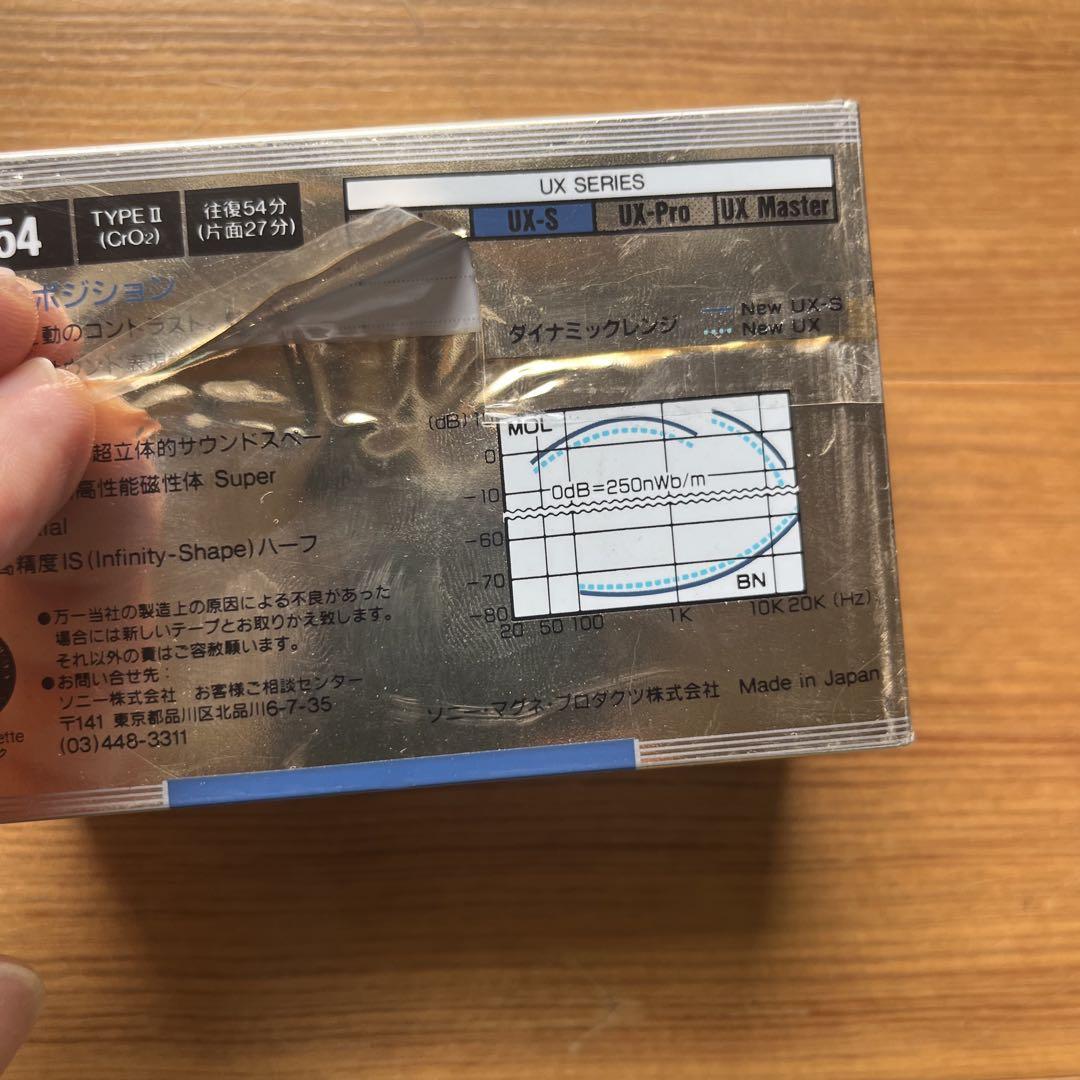 54
TYPE II
(CrO2)
往復54分
(片面27分)
UX SERIES
UX-S
UX-Pro
UX Master
ポジション
動のコントラスト
ダイナミックレンジ
New UX-S
New UX
超立体的サウンドスペー
高性能磁性体 Super
ial
高精度IS(Infinity-Shape)ハーフ
(dB)
MOL
0
-10
0dB=250nWb/m
-60
-70
BN
-80
20 50 100 1K 10K 20K (Hz)
●万一当社の製造上の原因による不良があった
場合には新しいテープとお取りかえ致します。
それ以外の責はご容赦願います。
●お問い合せ先:
ソニー株式会社 お客様ご相談センター
〒141 東京都品川区北品川6-7-35
(03)448-3311
ソニー・マグネ・プロダクツ株式会社 Made in Japan
ette